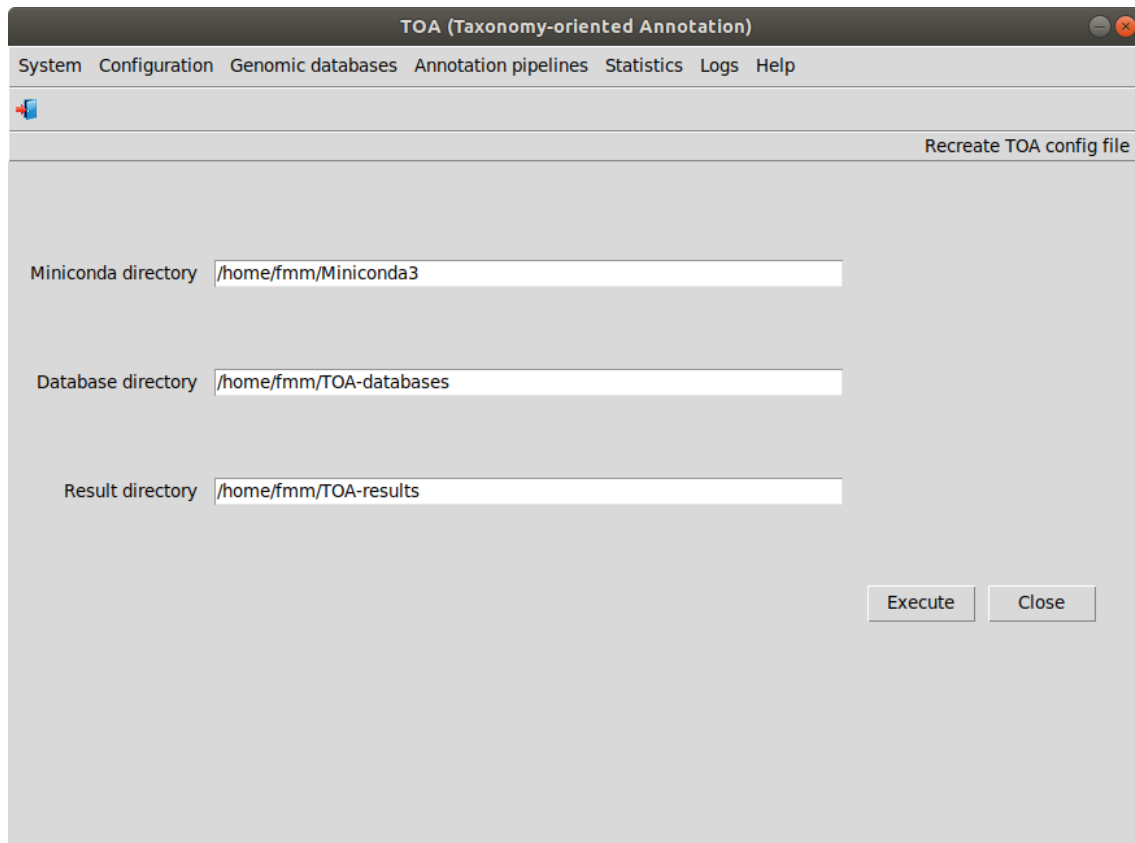 TOA (Taxonomy-oriented Annotation)
System Configuration Genomic databases Annotation pipelines Statistics Logs Help
Recreate TOA config file
Miniconda directory /home/fmm/Miniconda3
Database directory /home/fmm/TOA-databases
Result directory /home/fmm/TOA-results
Execute Close